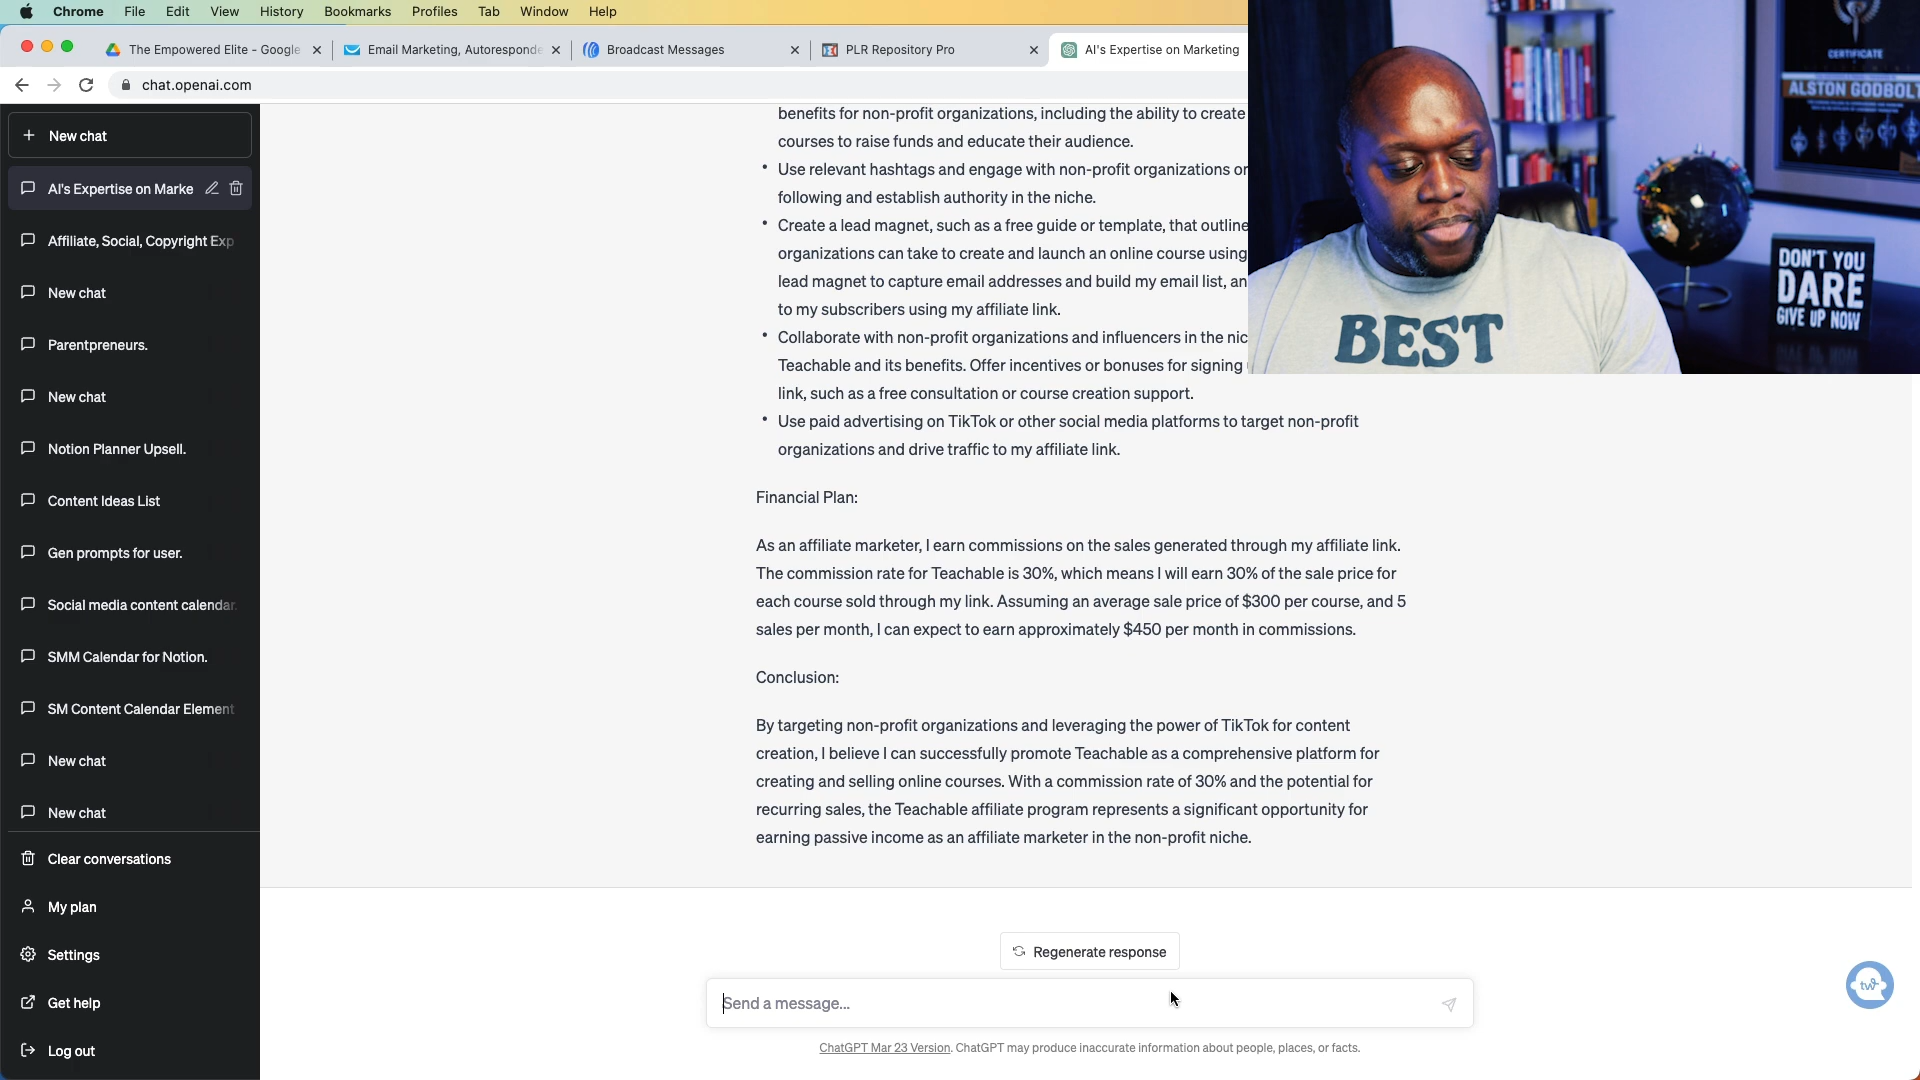 Chrome File Edit View History Bookmarks Profiles Tab Window Help
The Empowered Elite - Google
Email Marketing, Autoresponde
Broadcast Messages
PLR Repository Pro
AI's Expertise on Marketing
chat.openai.com
New chat
AI's Expertise on Marke
Affiliate, Social, Copyright Exp
New chat
Parentpreneurs.
New chat
Notion Planner Upsell.
Content Ideas List
Gen prompts for user.
Social media content calendar
SMM Calendar for Notion.
SM Content Calendar Element
New chat
New chat
Clear conversations
My plan
Settings
Get help
Log out
benefits for non-profit organizations, including the ability to create
courses to raise funds and educate their audience.
• Use relevant hashtags and engage with non-profit organizations or
following and establish authority in the niche.
• Create a lead magnet, such as a free guide or template, that outline
organizations can take to create and launch an online course using
lead magnet to capture email addresses and build my email list, an
to my subscribers using my affiliate link.
• Collaborate with non-profit organizations and influencers in the nic
Teachable and its benefits. Offer incentives or bonuses for signing
link, such as a free consultation or course creation support.
• Use paid advertising on TikTok or other social media platforms to target non-profit
organizations and drive traffic to my affiliate link.
Financial Plan:
As an affiliate marketer, I earn commissions on the sales generated through my affiliate link.
The commission rate for Teachable is 30%, which means I will earn 30% of the sale price for
each course sold through my link. Assuming an average sale price of $300 per course, and 5
sales per month, I can expect to earn approximately $450 per month in commissions.
Conclusion:
By targeting non-profit organizations and leveraging the power of TikTok for content
creation, I believe I can successfully promote Teachable as a comprehensive platform for
creating and selling online courses. With a commission rate of 30% and the potential for
recurring sales, the Teachable affiliate program represents a significant opportunity for
earning passive income as an affiliate marketer in the non-profit niche.
Regenerate response
Send a message...
ChatGPT Mar 23 Version. ChatGPT may produce inaccurate information about people, places, or facts.
tw
CERTIFICATE
ALSTON GODBOLT
DON'T YOU
DARE
GIVE UP NOW
BEST